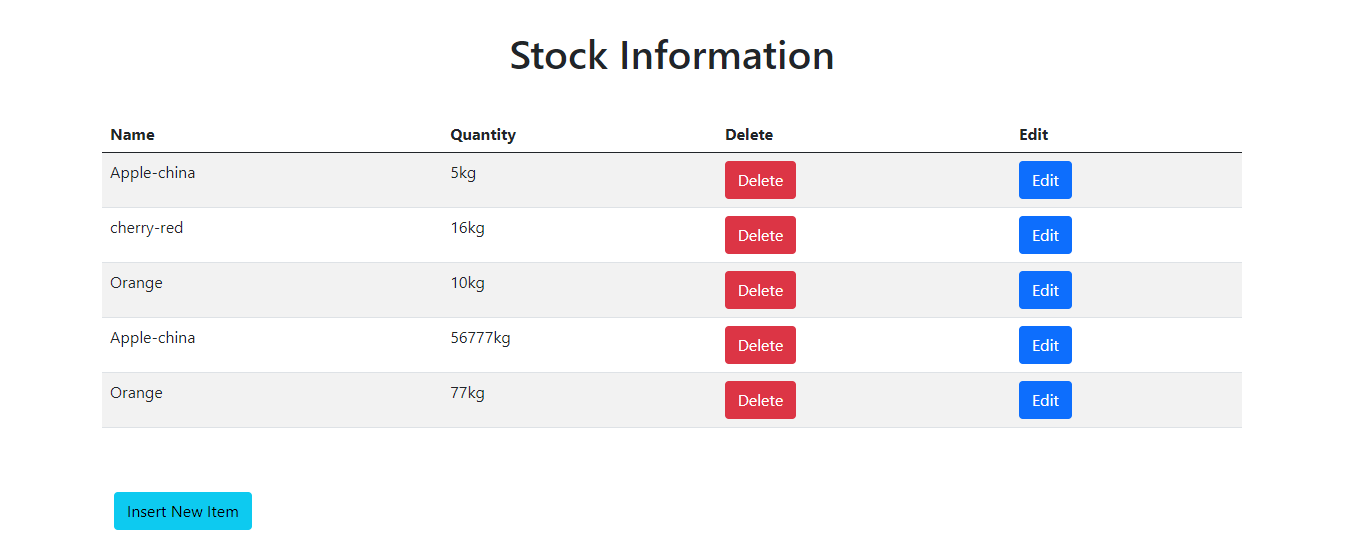 Stock Information
Name Quantity Delete Edit
Apple-china 5kg Delete Edit
cherry-red 16kg Delete Edit
Orange 10kg Delete Edit
Apple-china 56777kg Delete Edit
Orange 77kg Delete Edit
Insert New Item